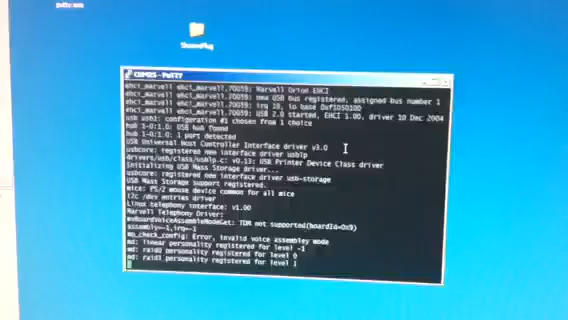 putty.exe
SheevaPlug
COM25 - PuTTY
ehci_marvell ehci_marvell.70059: Marvell Orion EHCI
ehci_marvell ehci_marvell.70059: new USB bus registered, assigned bus number 1
ehci_marvell ehci_marvell.70059: irq 19, io base 0xf1050100
ehci_marvell ehci_marvell.70059: USB 2.0 started, EHCI 1.00, driver 10 Dec 2004
usb usb1: configuration #1 chosen from 1 choice
hub 1-0:1.0: USB hub found
hub 1-0:1.0: 1 port detected
USB Universal Host Controller Interface driver v3.0
usbcore: registered new interface driver usblp
drivers/usb/class/usblp.c: v0.13: USB Printer Device Class driver
Initializing USB Mass Storage driver...
usbcore: registered new interface driver usb-storage
USB Mass Storage support registered.
mice: PS/2 mouse device common for all mice
i2c /dev entries driver
Linux telephony interface: v1.00
Marvell Telephony Driver:
mvBoardVoiceAssembleModeGet: TDM not supported(boardId=0x9)
assembly=-1,irq=-1
mp_check_config: Error, invalid voice assembley mode
md: linear personality registered for level -1
md: raid0 personality registered for level 0
md: raid1 personality registered for level 1